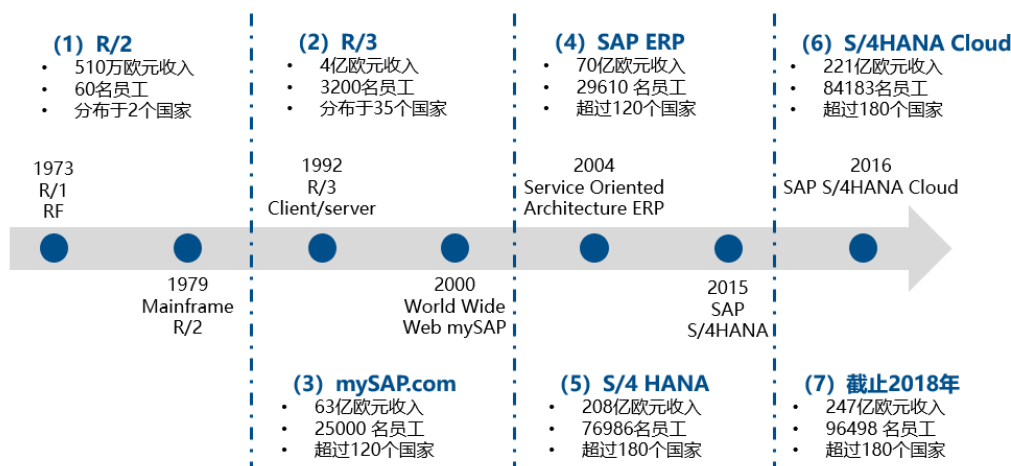 (1) R/2
• 510万欧元收入
• 60名员工
• 分布于2个国家
(2) R/3
• 4亿欧元收入
• 3200名员工
• 分布于35个国家
(4) SAP ERP
• 70亿欧元收入
• 29610 名员工
• 超过120个国家
(6) S/4HANA Cloud
• 221亿欧元收入
• 84183名员工
• 超过180个国家
1973
R/1
RF
1992
R/3
Client/server
2004
Service Oriented
Architecture ERP
2016
SAP S/4HANA Cloud
1979
Mainframe
R/2
2000
World Wide
Web mySAP
2015
SAP
S/4HANA
(3) mySAP.com
• 63亿欧元收入
• 25000 名员工
• 超过120个国家
(5) S/4 HANA
• 208亿欧元收入
• 76986名员工
• 超过180个国家
(7) 截止2018年
• 247亿欧元收入
• 96498 名员工
• 超过180个国家